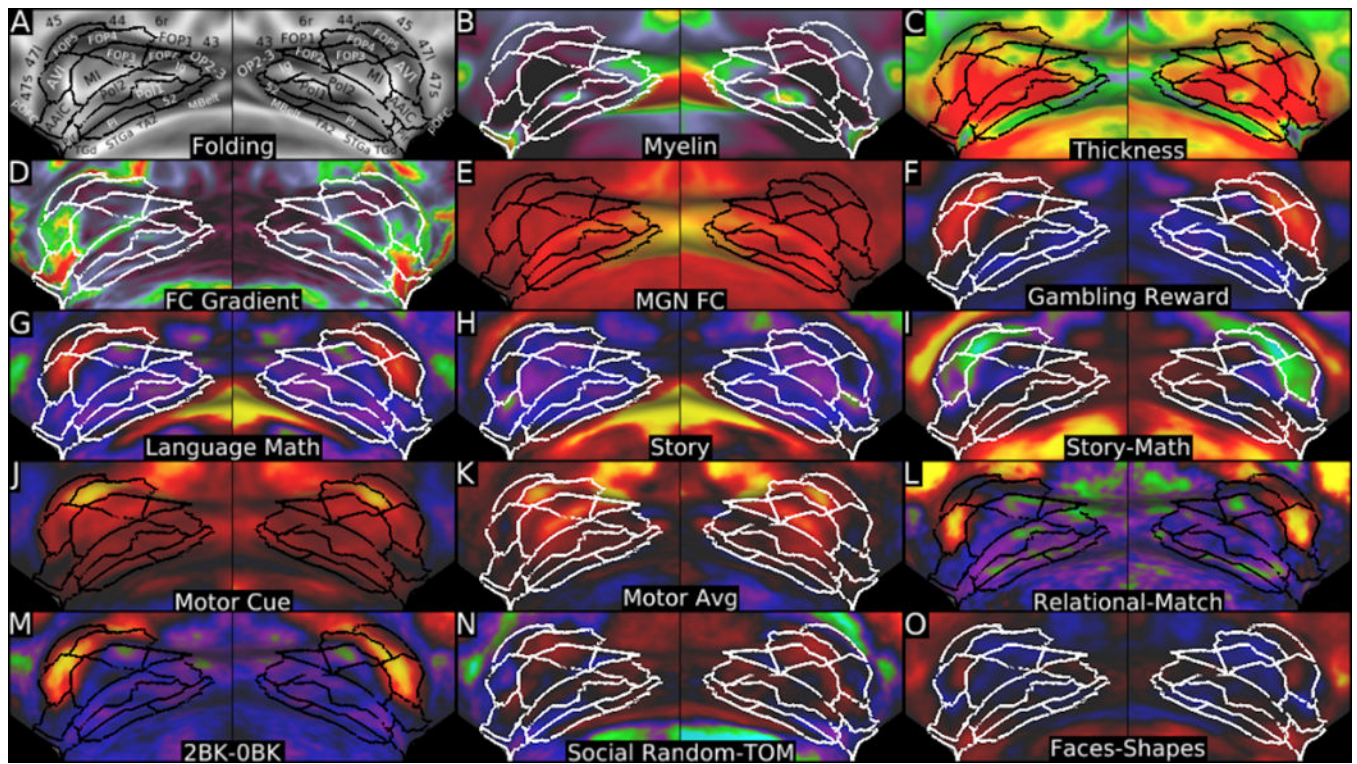 A
45
44
6r
44
45
FOP5
FOP4
FOP1
43
43
FOP1
FOP4
FOP5
47l
FOP3
FOP2
OP2-3
OP2-3
FOP2
FOP3
47l
AVI
MI
Ig
Ig
MI
AVI
47s
PoI2
PoI1
52
52
PoI1
PoI2
47s
AAIC
MBelt
MBelt
AAIC
PI
TA2
TA2
PI
STGa
STGa
TGd
TGd
Folding
B
Myelin
C
Thickness
D
FC Gradient
E
MGN FC
F
Gambling Reward
G
Language Math
H
Story
I
Story-Math
J
Motor Cue
K
Motor Avg
L
Relational-Match
M
2BK-0BK
N
Social Random-TOM
O
Faces-Shapes